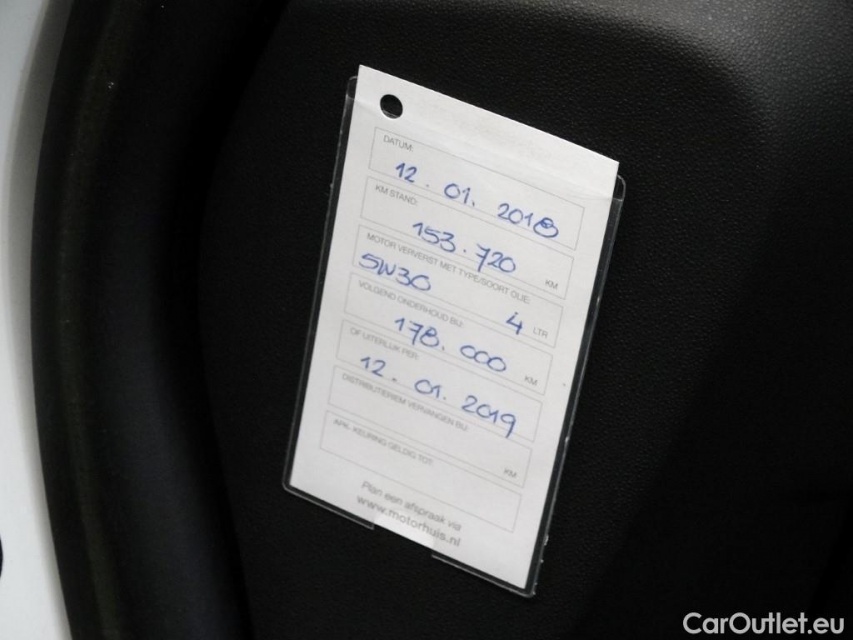 DATUM:
12. 01. 2018
KM STAND:
153.720 KM
MOTOR VERVERST MET TYPE/SOORT OLIE:
5W30
4 LTR
VOLGEND ONDERHOUD BIJ:
178.000 KM
OF UITERLIJK PER:
12. 01. 2019
DISTRIBUTIERIEM VERVANGEN BIJ:
KM
APK- KEURING GELDIG TOT:
Plan een afspraak via
www.motorhuis.nl
CarOutlet.eu